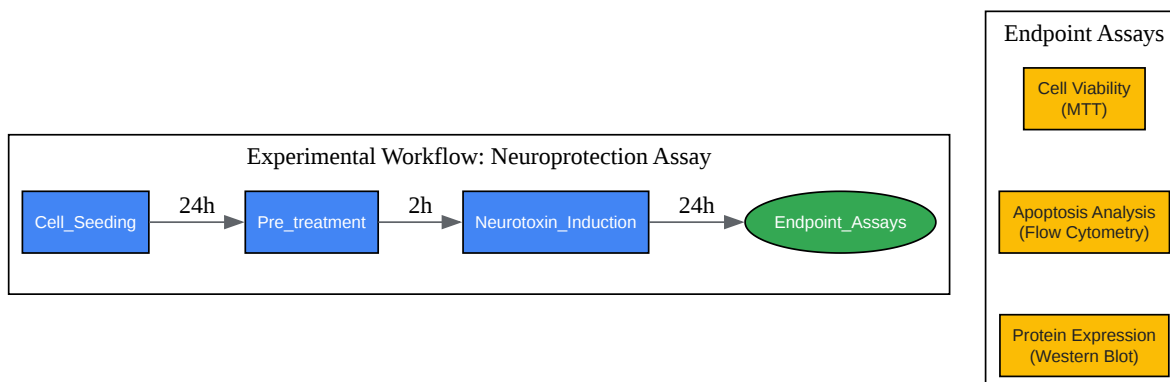 Experimental Workflow: Neuroprotection Assay
Cell_Seeding
24h
Pre_treatment
2h
Neurotoxin_Induction
24h
Endpoint_Assays
Endpoint Assays
Cell Viability
(MTT)
Apoptosis Analysis
(Flow Cytometry)
Protein Expression
(Western Blot)